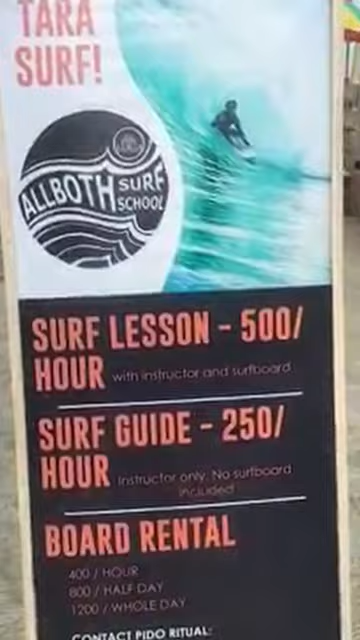 TARA
SURF!
ALLBOTH SURF
SCHOOL
SURF LESSON - 500/
HOUR with instructor and surfboard
SURF GUIDE - 250/
HOUR Instructor only. No surfboard
included
BOARD RENTAL
400 / HOUR
800 / HALF DAY
1200 / WHOLE DAY
CONTACT PIDO RITUAL: